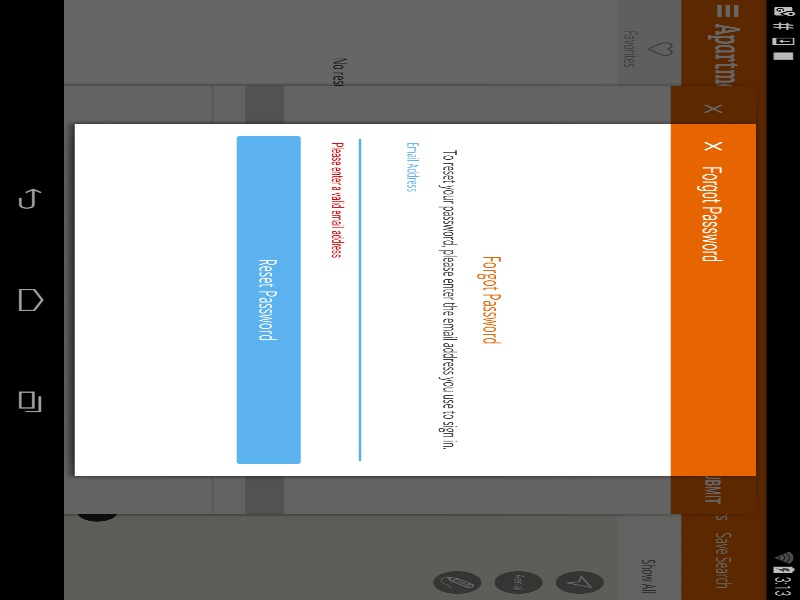 3:13
Apartm
Save Search
Favorites
Show All
SUBMIT
No resu
X Forgot Password
Forgot Password
To reset your password, please enter the email address you use to sign in.
Email Address
Please enter a valid email address
Reset Password